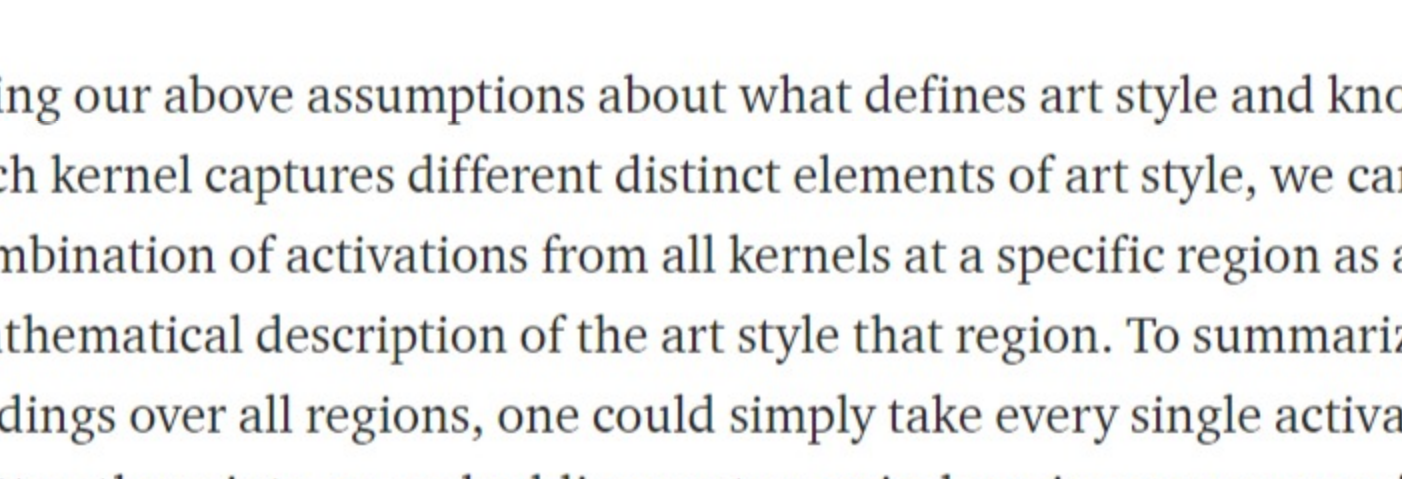 ing our above assumptions about what defines art style and kno
ch kernel captures different distinct elements of art style, we can
mbination of activations from all kernels at a specific region as a
thematical description of the art style that region. To summariz
dings over all regions, one could simply take every single activa